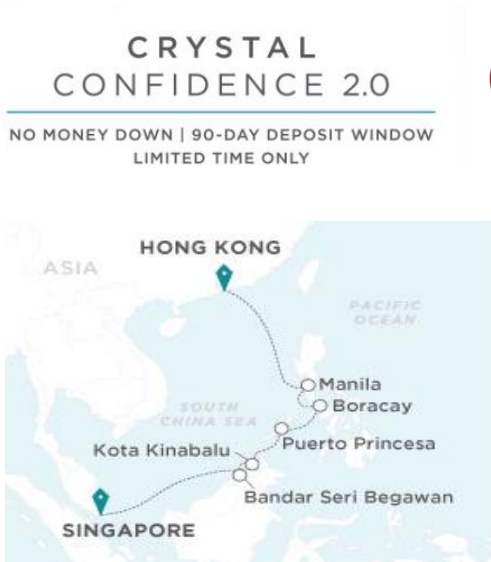 CRYSTAL
CONFIDENCE 2.0
NO MONEY DOWN | 90-DAY DEPOSIT WINDOW
LIMITED TIME ONLY
HONG KONG
ASIA
PACIFIC
OCEAN
Manila
Boracay
SOUTH
CHINA SEA
Puerto Princesa
Kota Kinabalu
Bandar Seri Begawan
SINGAPORE